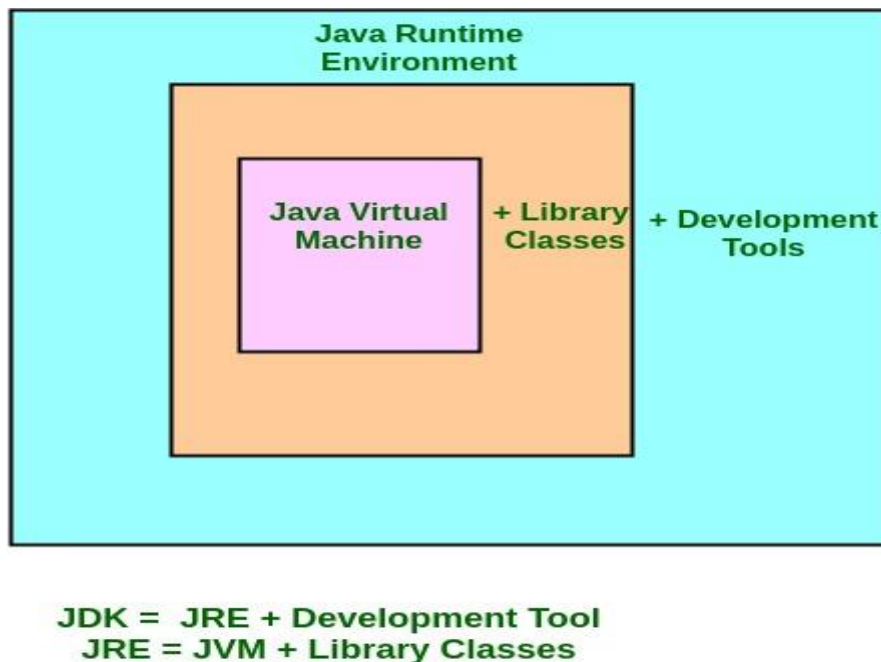 Java Runtime
Environment
Java Virtual
Machine
+ Library
Classes
+ Development
Tools
JDK = JRE + Development Tool
JRE = JVM + Library Classes